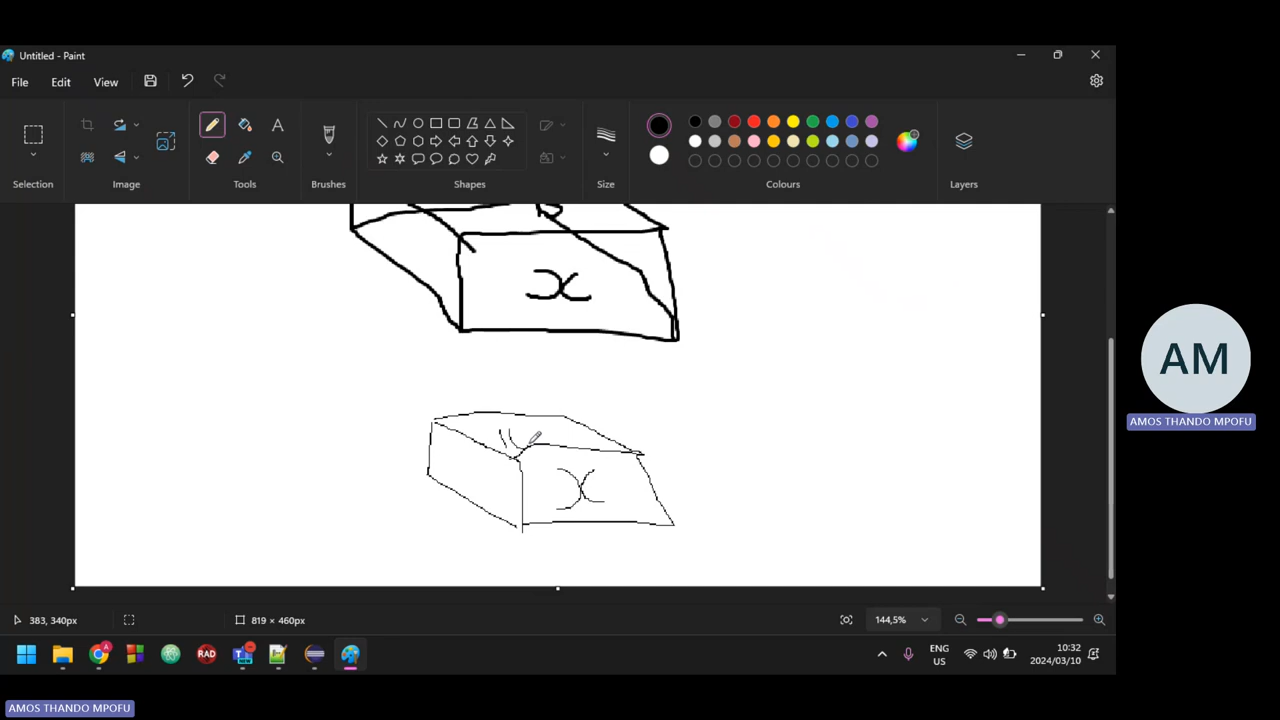 Untitled - Paint
File Edit View
Selection Image Tools Brushes Shapes Size Colours Layers
A
x
x
AM
AMOS THANDO MPOFU
383, 340px 819 × 460px 144,5%
RAD
ENG
US
10:32
2024/03/10
AMOS THANDO MPOFU